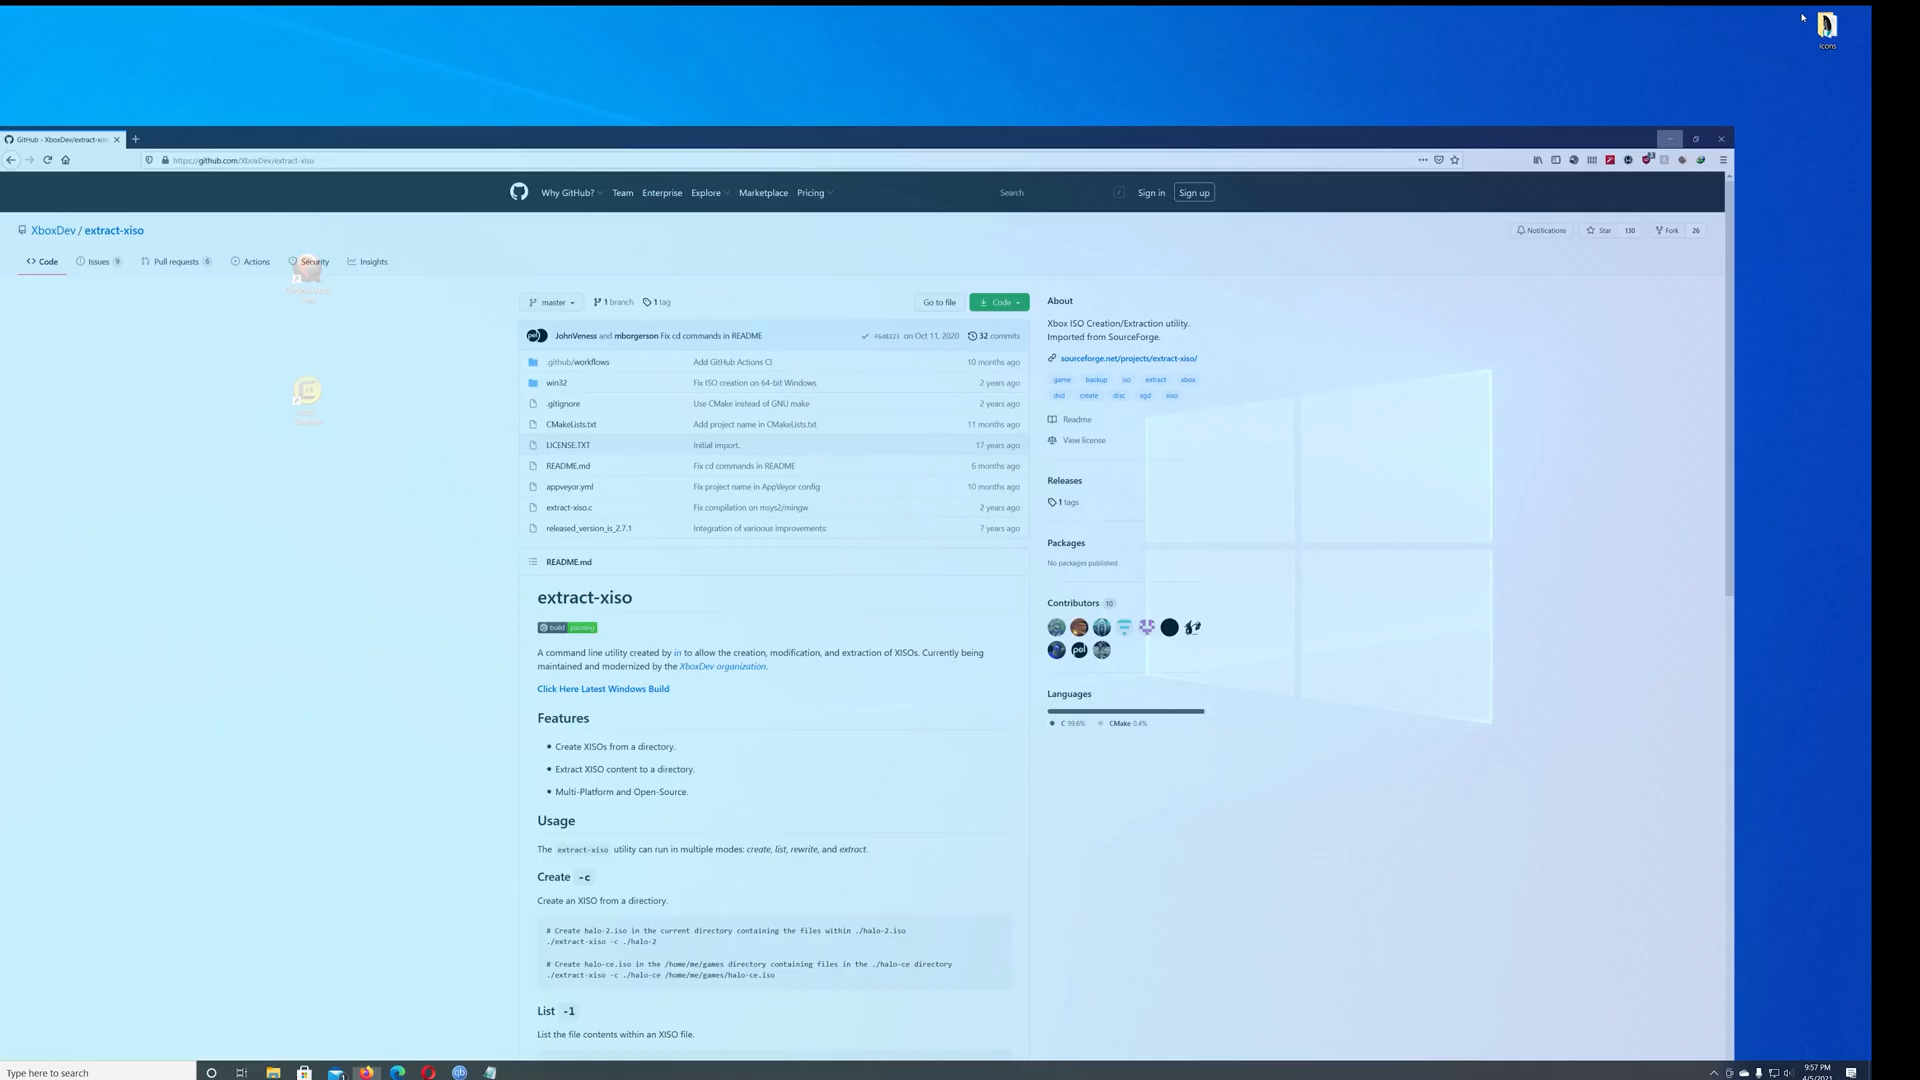 icons
GitHub - XboxDev/extract-xiso
https://github.com/XboxDev/extract-xiso
Why GitHub? Team Enterprise Explore Marketplace Pricing Search / Sign in Sign up
XboxDev / extract-xiso Notifications Star 130 Fork 26
Code Issues 9 Pull requests 6 Actions Security Insights
master 1 branch 1 tag Go to file Code
JohnVeness and mborgerson Fix cd commands in README f6d8223 on Oct 11, 2020 32 commits
.github/workflows Add GitHub Actions CI 10 months ago
win32 Fix ISO creation on 64-bit Windows 2 years ago
.gitignore Use CMake instead of GNU make 2 years ago
CMakeLists.txt Add project name in CMakeLists.txt 11 months ago
LICENSE.TXT Initial import. 17 years ago
README.md Fix cd commands in README 6 months ago
appveyor.yml Fix project name in AppVeyor config 10 months ago
extract-xiso.c Fix compilation on msys2/mingw 2 years ago
released_version_is_2.7.1 Integration of varioous improvements: 7 years ago
README.md
extract-xiso
build passing
A command line utility created by in to allow the creation, modification, and extraction of XISOs. Currently being
maintained and modernized by the XboxDev organization.
Click Here Latest Windows Build
Features
Create XISOs from a directory.
Extract XISO content to a directory.
Multi-Platform and Open-Source.
Usage
The extract-xiso utility can run in multiple modes: create, list, rewrite, and extract.
Create -c
Create an XISO from a directiory.
# Create halo-2.iso in the current directory containing the files within ./halo-2.iso
./extract-xiso -c ./halo-2
# Create halo-ce.iso in the /home/me/games directory containing files in the ./halo-ce directory
./extract-xiso -c ./halo-ce /home/me/games/halo-ce.iso
List -l
List the file contents within an XISO file.
About
Xbox ISO Creation/Extraction utility.
Imported from SourceForge.
sourceforge.net/projects/extract-xiso/
game backup iso extract xbox
dvd create disc xgd xiso
Readme
View license
Releases
1 tags
Packages
No packages published
Contributors 10
Languages
C 99.6% CMake 0.4%
Type here to search
9:57 PM
4/5/2021